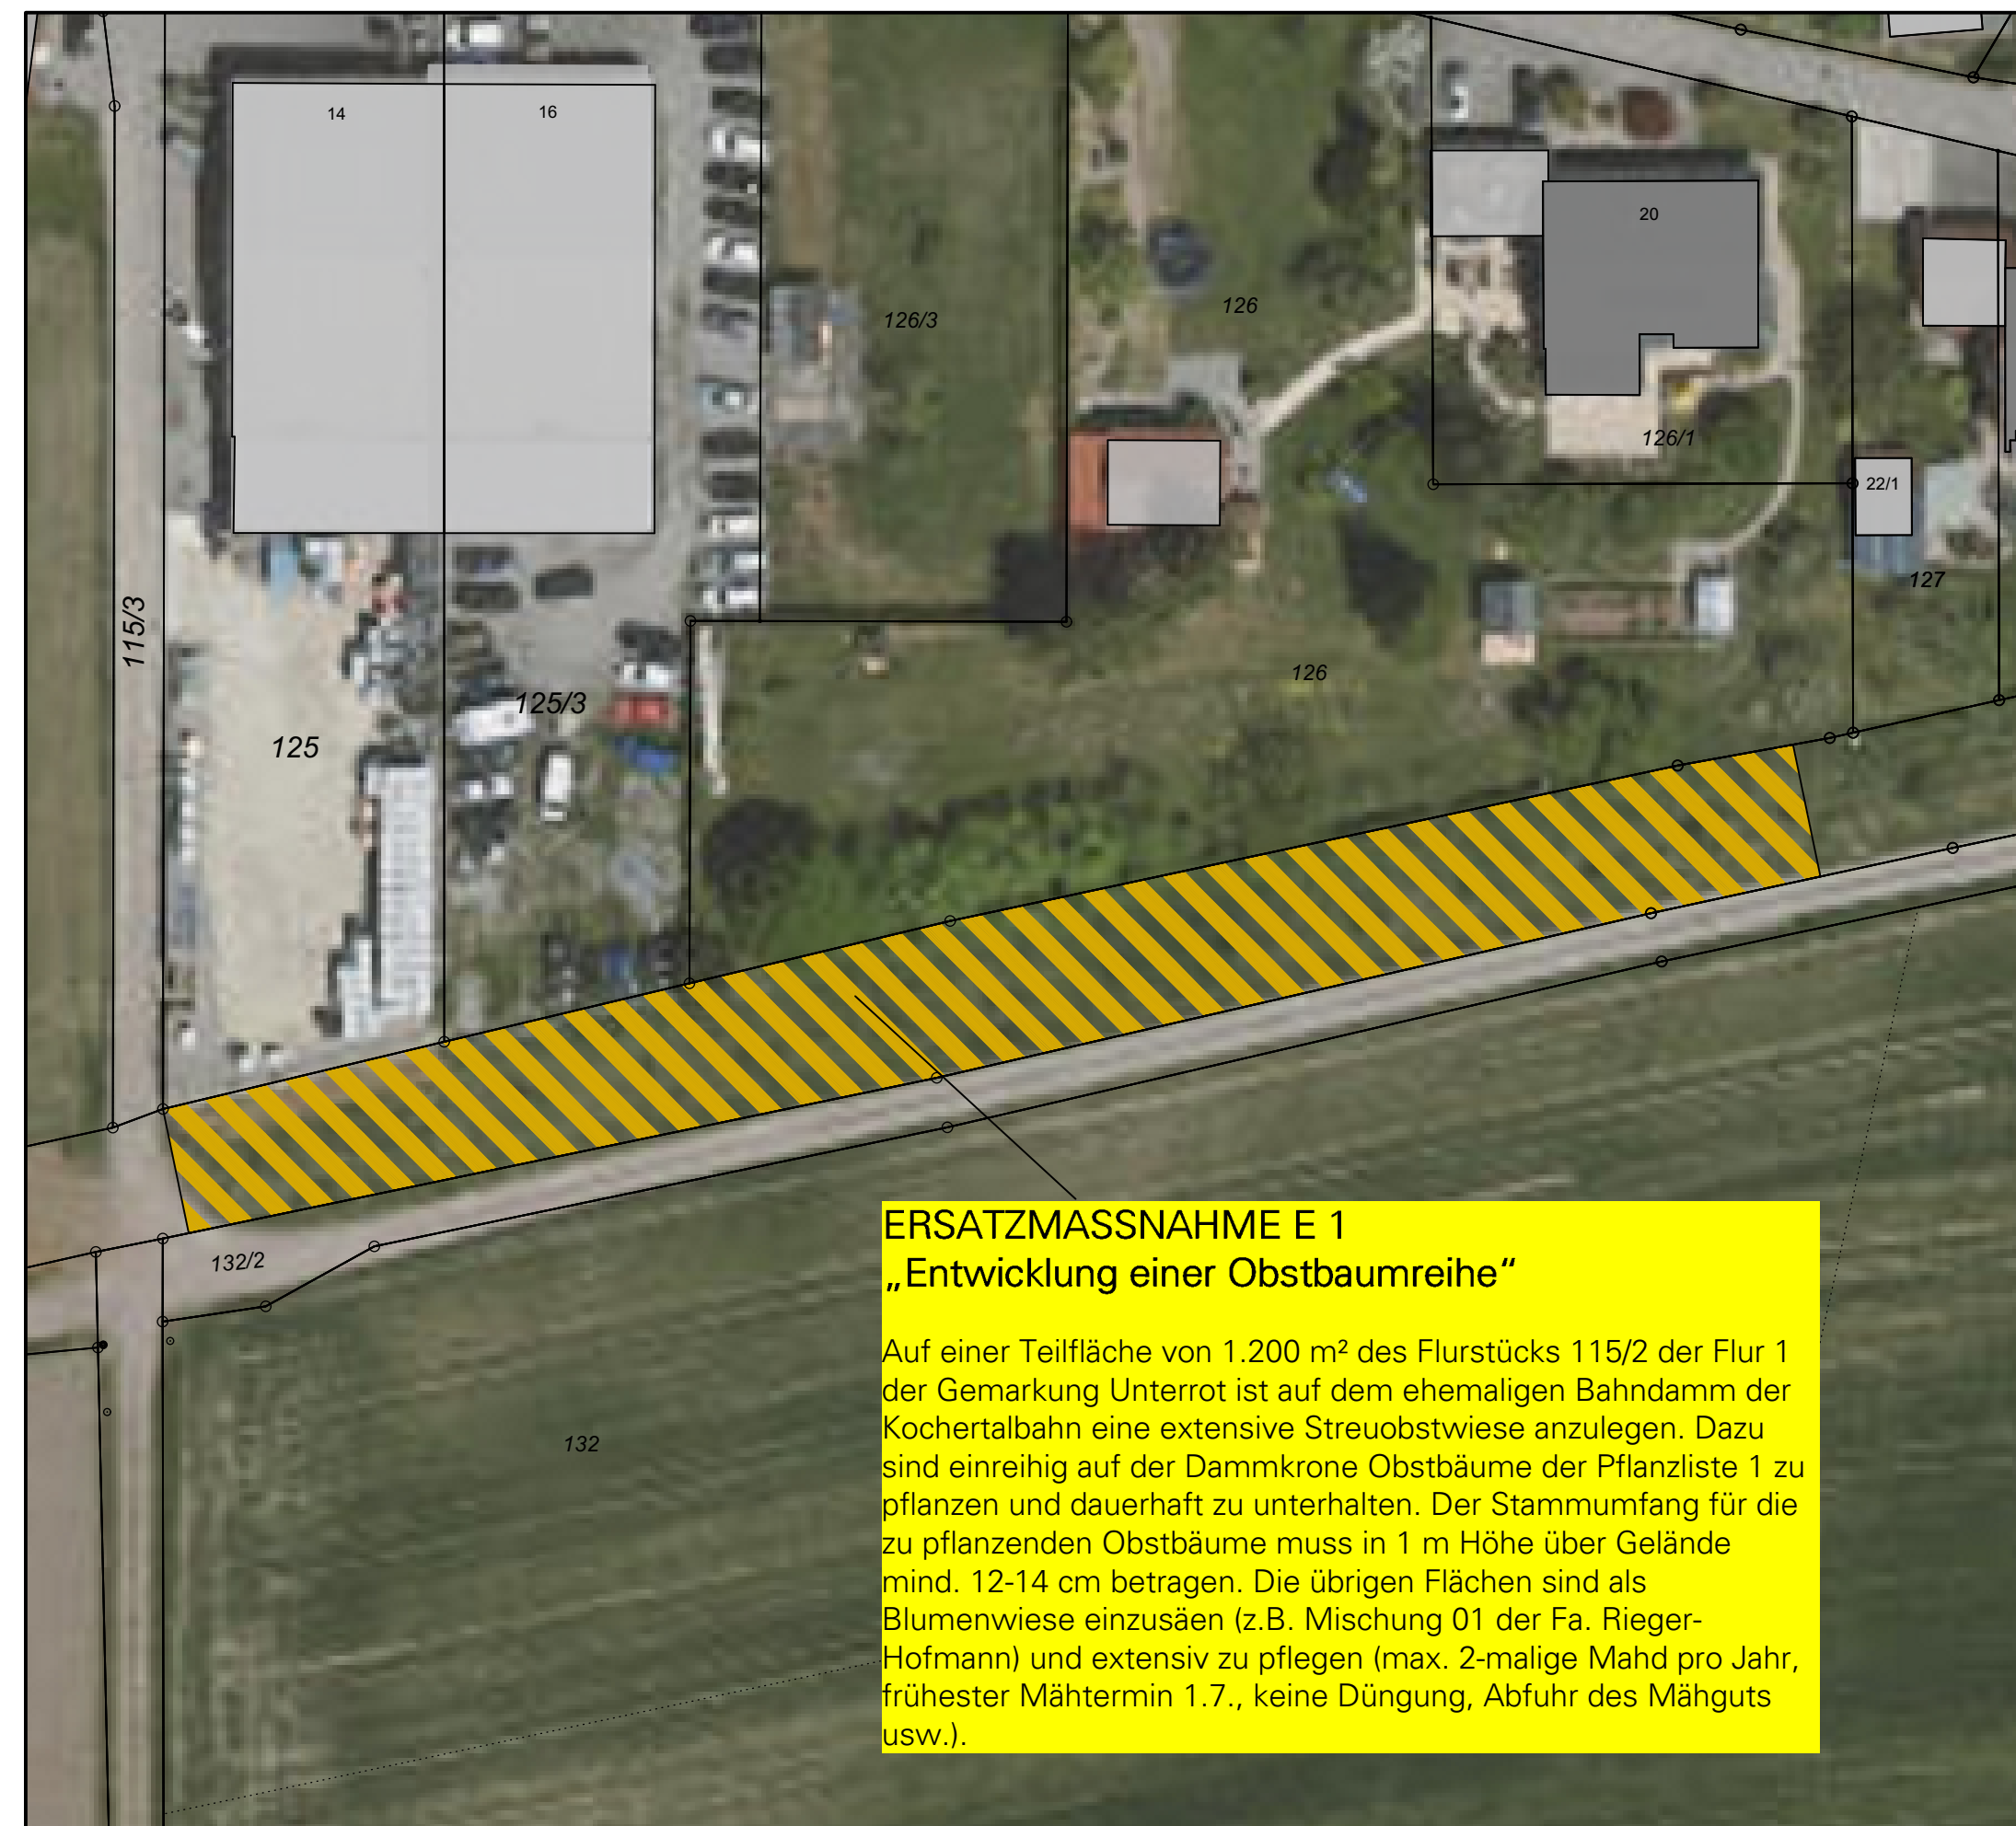 14
16
20
126/3
126
126/1
22/1
127
115/3
126
125/3
125
132/2
132
ERSATZMASSNAHME E 1
„Entwicklung einer Obstbaumreihe“
Auf einer Teilfläche von 1.200 m² des Flurstücks 115/2 der Flur 1
der Gemarkung Unterrot ist auf dem ehemaligen Bahndamm der
Kochertalbahn eine extensive Streuobstwiese anzulegen. Dazu
sind einreihig auf der Dammkrone Obstbäume der Pflanzliste 1 zu
pflanzen und dauerhaft zu unterhalten. Der Stammumfang für die
zu pflanzenden Obstbäume muss in 1 m Höhe über Gelände
mind. 12-14 cm betragen. Die übrigen Flächen sind als
Blumenwiese einzusäen (z.B. Mischung 01 der Fa. Rieger-
Hofmann) und extensiv zu pflegen (max. 2-malige Mahd pro Jahr,
frühester Mähtermin 1.7., keine Düngung, Abfuhr des Mähguts
usw.).